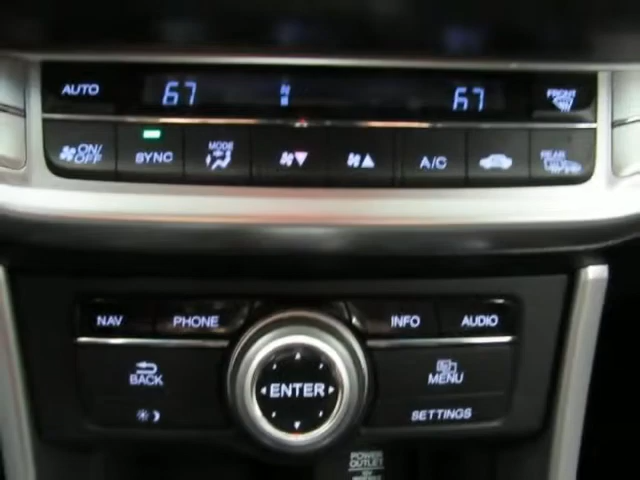 AUTO 67 67 FRONT
ON/OFF SYNC MODE A/C REAR
NAV PHONE INFO AUDIO
BACK ENTER MENU
SETTINGS
POWER
OUTLET